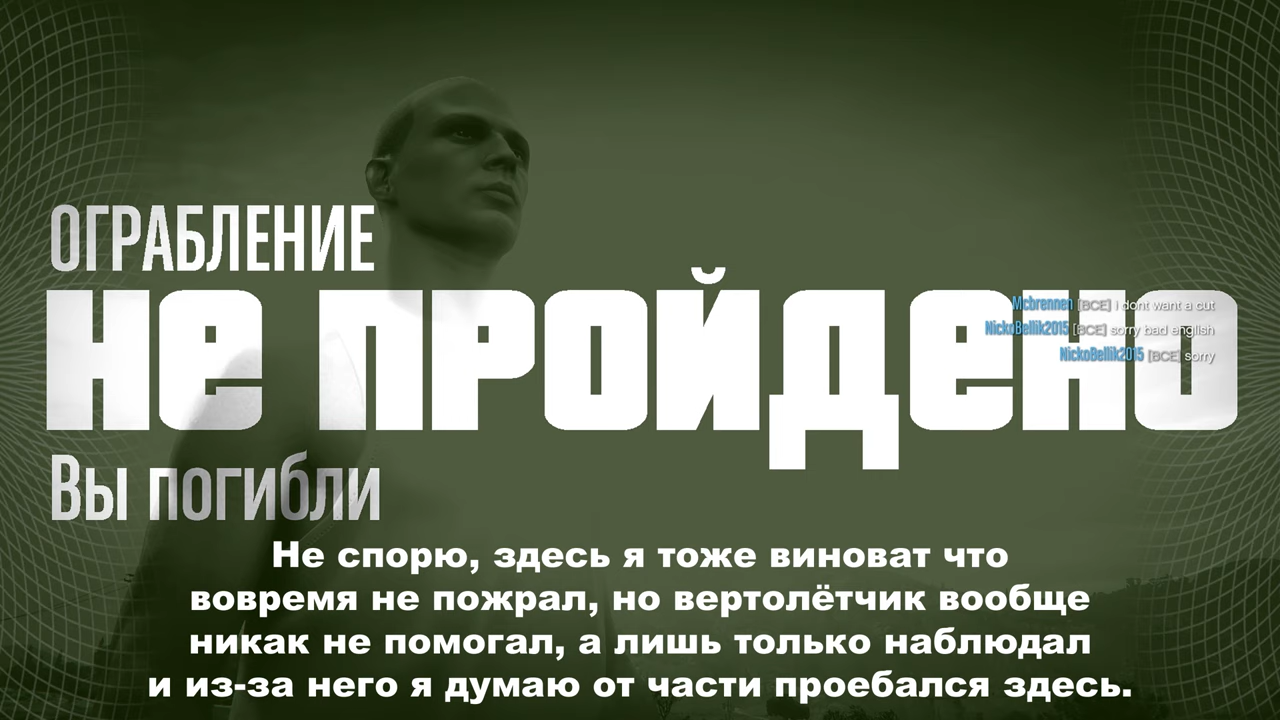 ОГРАБЛЕНИЕ
не пройдено
Mcbrennen [ВСЕ] i dont want a cut
NickoBellik2015 [ВСЕ] sorry bad english
NickoBellik2015 [ВСЕ] sorry
Вы погибли
Не спорю, здесь я тоже виноват что
вовремя не пожрал, но вертолётчик вообще
никак не помогал, а лишь только наблюдал
и из-за него я думаю от части проебался здесь.